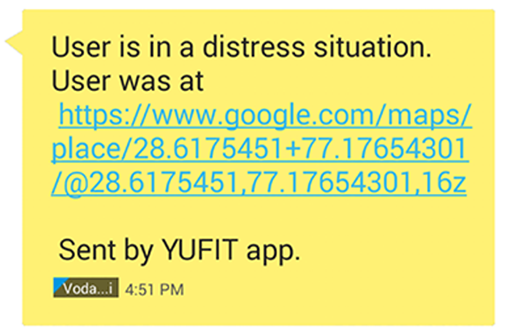 User is in a distress situation.
User was at
https://www.google.com/maps/
place/28.6175451+77.17654301
/@28.6175451,77.17654301,16z
Sent by YUFIT app.
Voda...i 4:51 PM